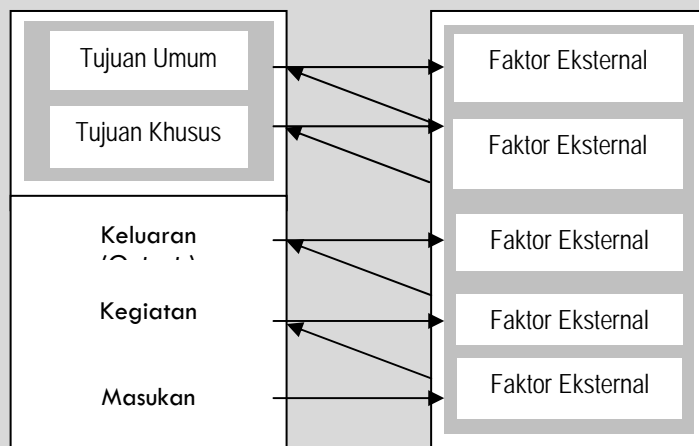 Tujuan Umum
Tujuan Khusus
Keluaran
Kegiatan
Masukan
Faktor Eksternal
Faktor Eksternal
Faktor Eksternal
Faktor Eksternal
Faktor Eksternal